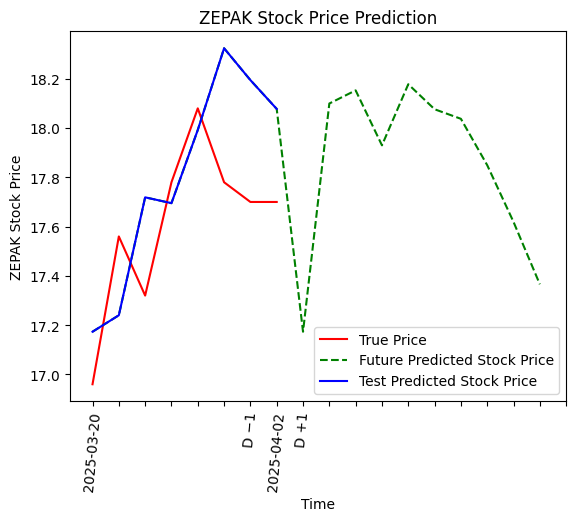 ZEPAK Stock Price Prediction
ZEPAK Stock Price
18.2
18.0
17.8
17.6
17.4
17.2
17.0
True Price
Future Predicted Stock Price
Test Predicted Stock Price
2025-03-20
D −1
2025-04-02
D +1
Time